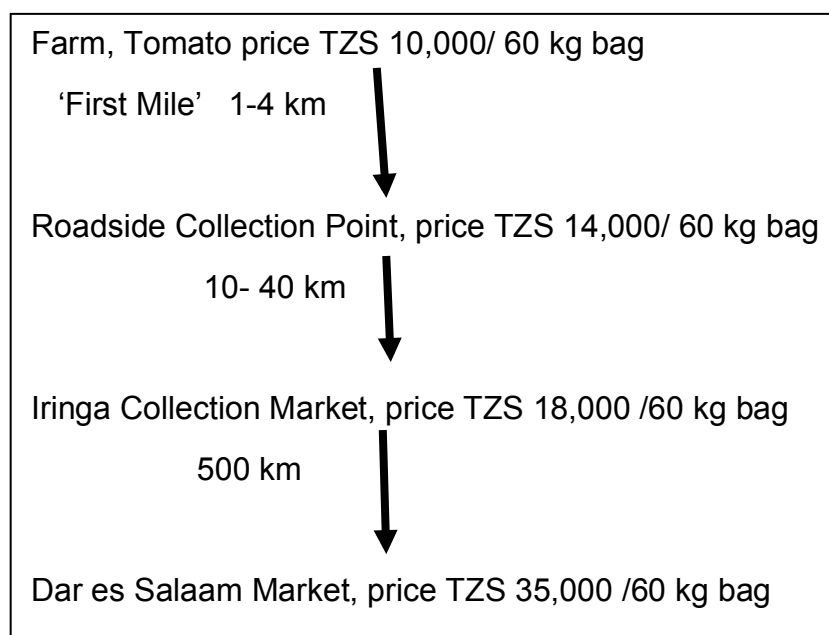 Farm, Tomato price TZS 10,000/ 60 kg bag
‘First Mile’ 1-4 km
Roadside Collection Point, price TZS 14,000/ 60 kg bag
10- 40 km
Iringa Collection Market, price TZS 18,000 /60 kg bag
500 km
Dar es Salaam Market, price TZS 35,000 /60 kg bag